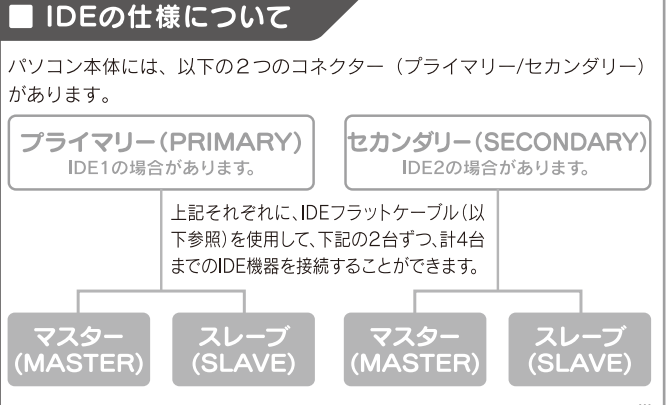 ■ IDEの仕様について
パソコン本体には、以下の2つのコネクター（プライマリー/セカンダリー）
があります。
プライマリー(PRIMARY)
IDE1の場合があります。
セカンダリー(SECONDARY)
IDE2の場合があります。
上記それぞれに、IDEフラットケーブル(以
下参照)を使用して、下記の2台ずつ、計4台
までのIDE機器を接続することができます。
マスター
(MASTER)
スレーブ
(SLAVE)
マスター
(MASTER)
スレーブ
(SLAVE)